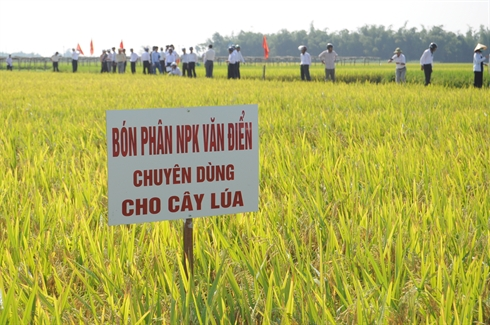 BÓN PHÂN NPK VĂN ĐIỂN
CHUYÊN DÙNG
CHO CÂY LÚA